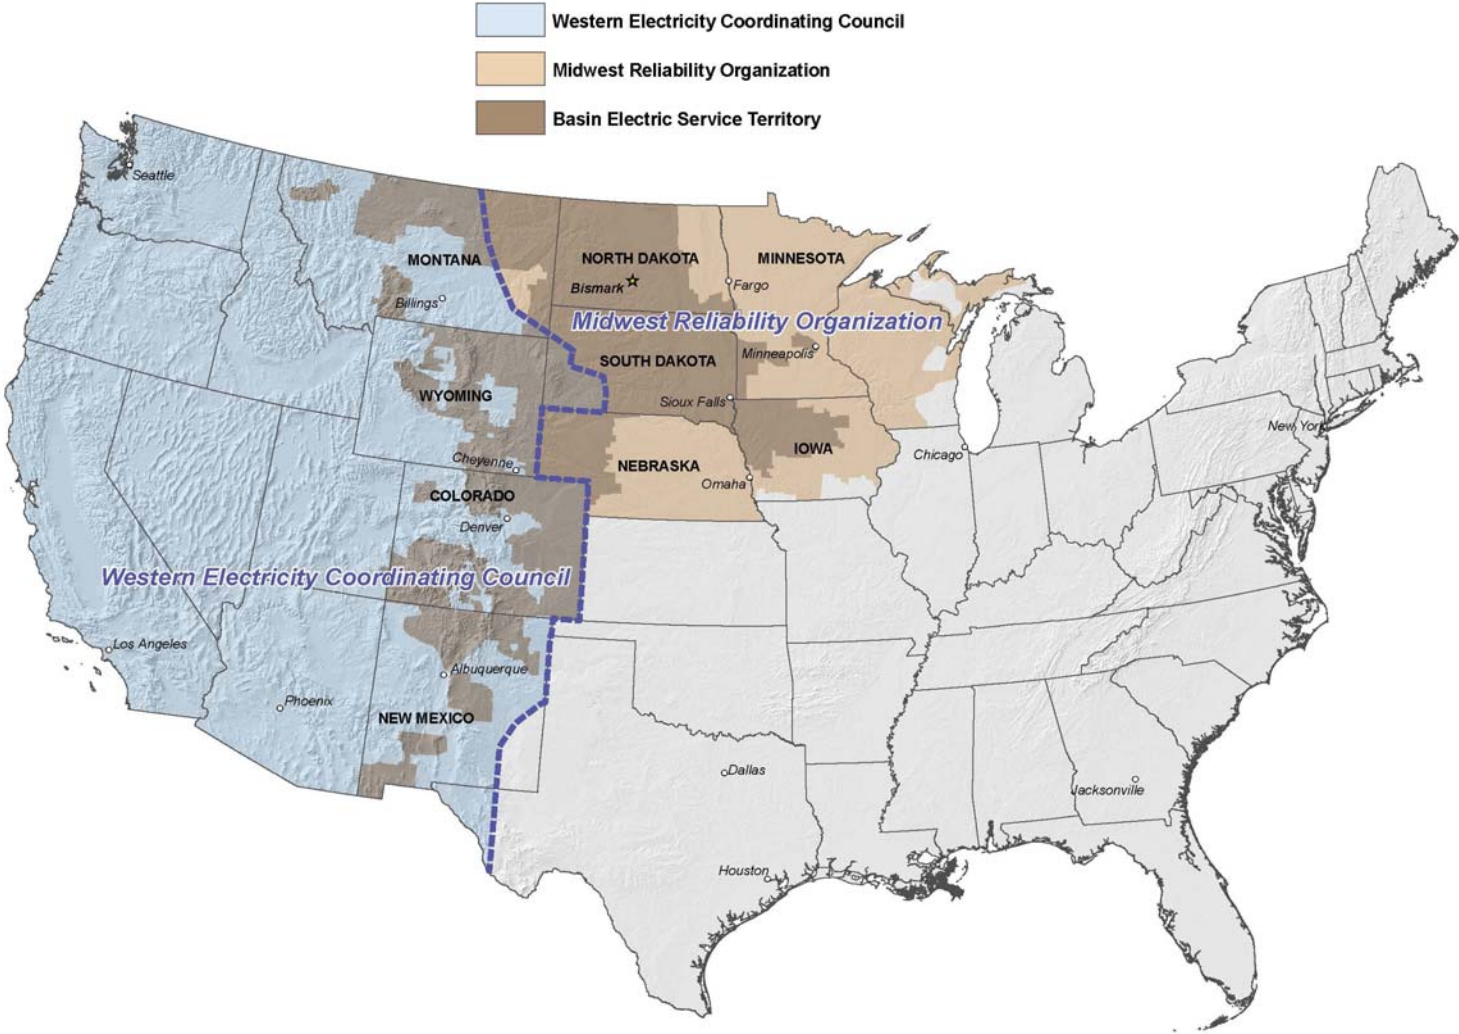 Western Electricity Coordinating Council
Midwest Reliability Organization
Basin Electric Service Territory
Seattle
MONTANA
NORTH DAKOTA
MINNESOTA
Bismark
Fargo
Billings
Midwest Reliability Organization
Minneapolis
SOUTH DAKOTA
WYOMING
Sioux Falls
New York
IOWA
Chicago
Cheyenne
NEBRASKA
Omaha
COLORADO
Denver
Western Electricity Coordinating Council
Los Angeles
Albuquerque
Phoenix
NEW MEXICO
Dallas
Jacksonville
Houston